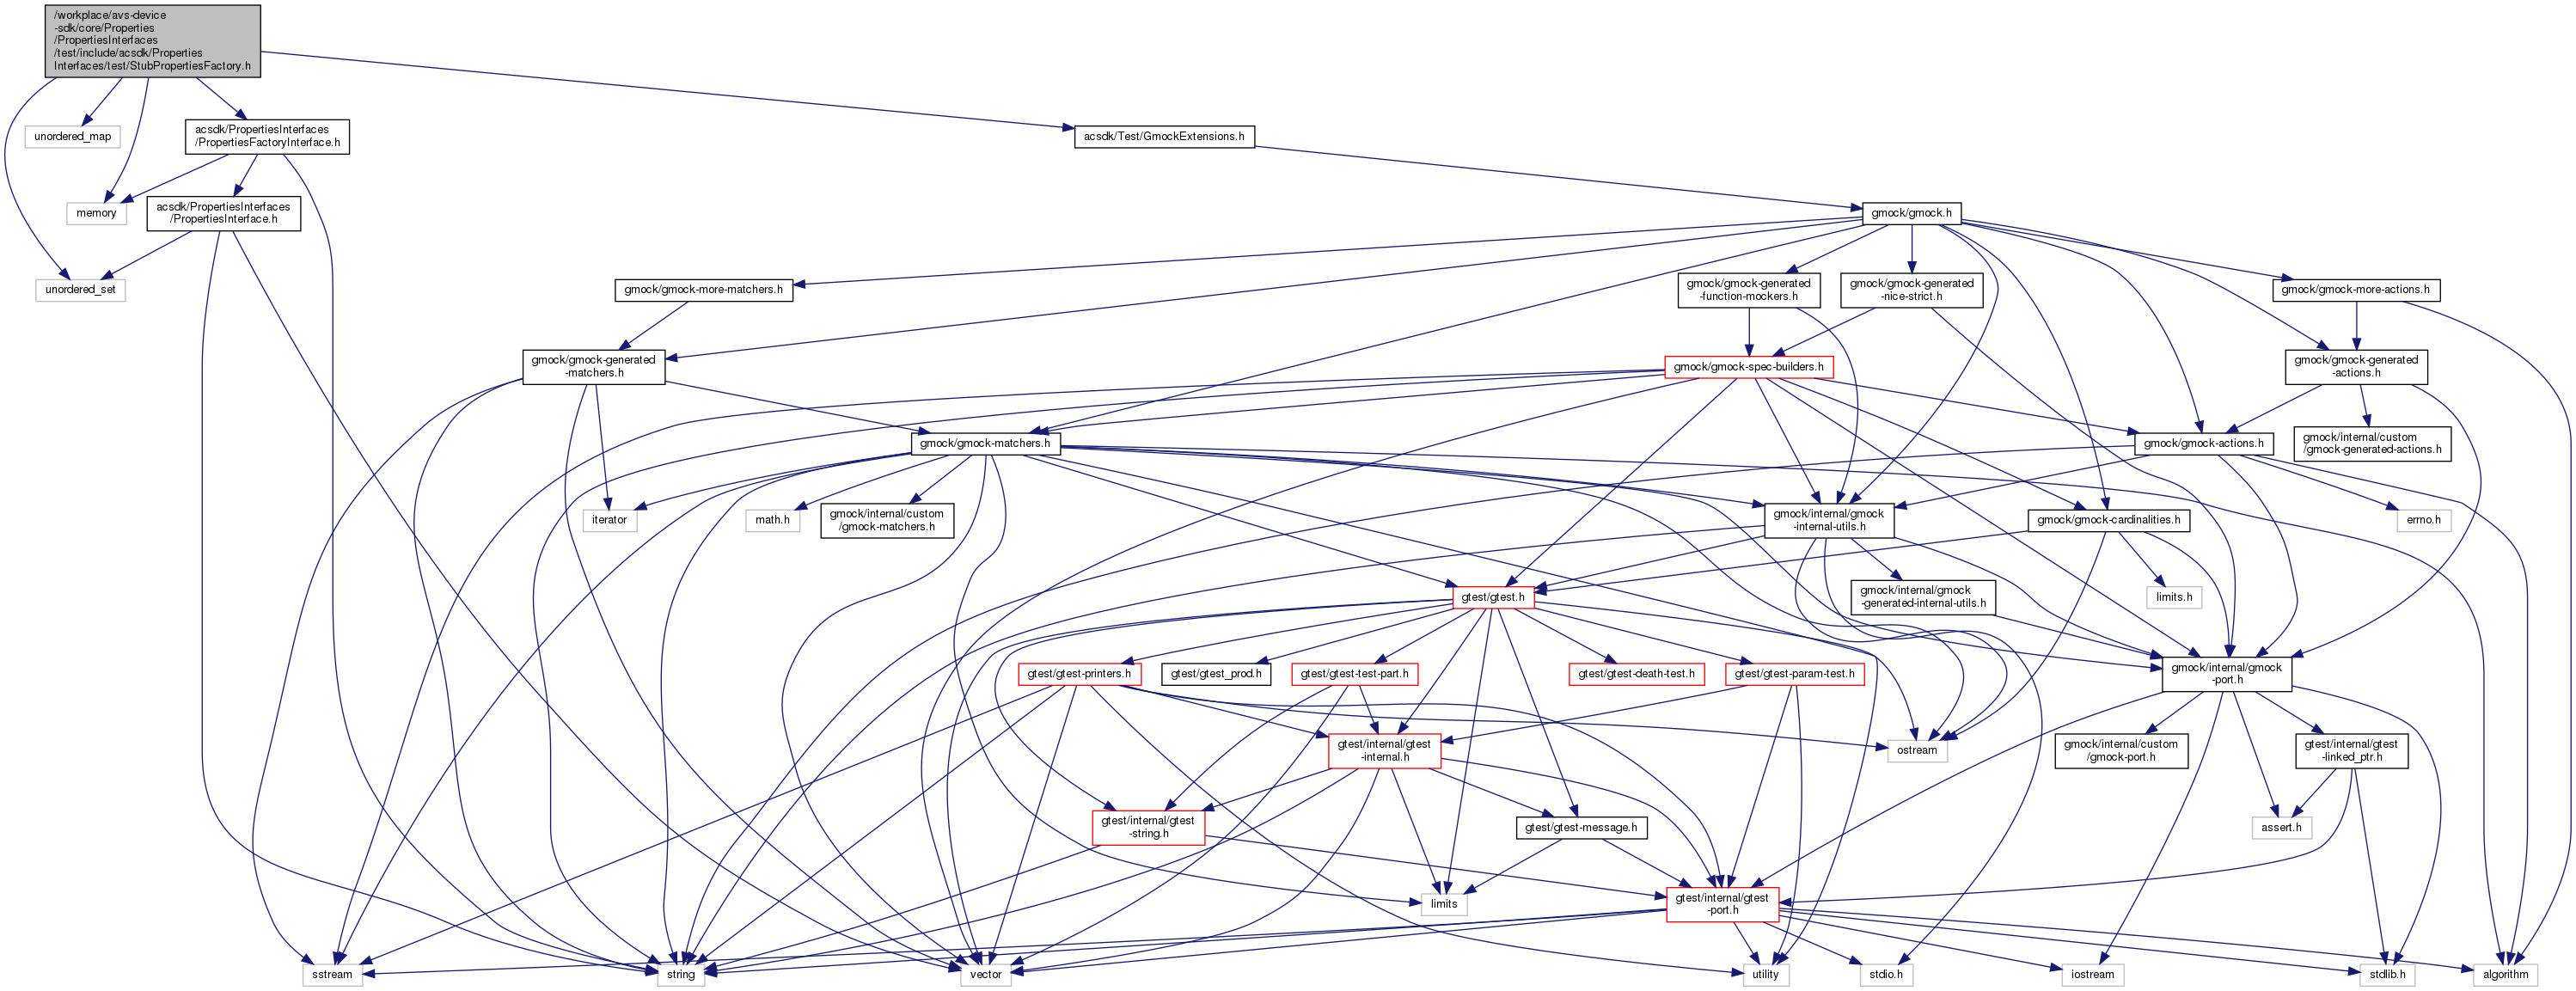 /workplace/avs-device
-sdk/core/Properties
/PropertiesInterfaces
/test/include/acsdk/Properties
Interfaces/test/StubPropertiesFactory.h
unordered_map
acsdk/PropertiesInterfaces
/PropertiesFactoryInterface.h
acsdk/Test/GmockExtensions.h
memory
acsdk/PropertiesInterfaces
/PropertiesInterface.h
gmock/gmock.h
unordered_set
gmock/gmock-more-matchers.h
gmock/gmock-generated
-function-mockers.h
gmock/gmock-generated
-nice-strict.h
gmock/gmock-more-actions.h
gmock/gmock-generated
-matchers.h
gmock/gmock-spec-builders.h
gmock/gmock-generated
-actions.h
gmock/gmock-matchers.h
gmock/gmock-actions.h
gmock/internal/custom
/gmock-generated-actions.h
iterator
math.h
gmock/internal/custom
/gmock-matchers.h
gmock/internal/gmock
-internal-utils.h
gmock/gmock-cardinalities.h
errno.h
gtest/gtest.h
gmock/internal/gmock
-generated-internal-utils.h
limits.h
gtest/gtest-printers.h
gtest/gtest_prod.h
gtest/gtest-test-part.h
gtest/gtest-death-test.h
gtest/gtest-param-test.h
gmock/internal/gmock
-port.h
gtest/internal/gtest
-internal.h
ostream
gmock/internal/custom
/gmock-port.h
gtest/internal/gtest
-linked_ptr.h
gtest/internal/gtest
-string.h
gtest/gtest-message.h
assert.h
limits
gtest/internal/gtest
-port.h
sstream
string
vector
utility
stdio.h
iostream
stdlib.h
algorithm